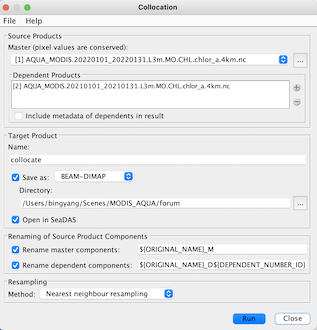 Collocation
File Help
Source Products
Master (pixel values are conserved):
[1] AQUA_MODIS.20220101_20220131.L3m.MO.CHL.chlor_a.4km.nc
...
Dependent Products
[2] AQUA_MODIS.20210101_20210131.L3m.MO.CHL.chlor_a.4km.nc
Include metadata of dependents in result
Target Product
Name:
collocate
Save as: BEAM-DIMAP
Directory:
/Users/bingyang/Scenes/MODIS_AQUA/forum
...
Open in SeaDAS
Renaming of Source Product Components
Rename master components: ${ORIGINAL_NAME}_M
Rename dependent components: ${ORIGINAL_NAME}_D${DEPENDENT_NUMBER_ID}
Resampling
Method: Nearest neighbour resampling
Run Close